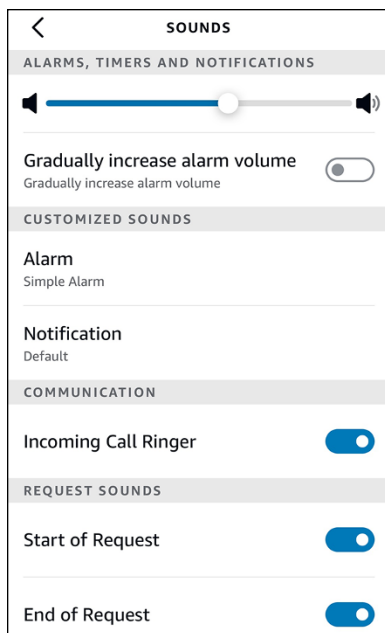 SOUNDS
ALARMS, TIMERS AND NOTIFICATIONS
Gradually increase alarm volume
Gradually increase alarm volume
CUSTOMIZED SOUNDS
Alarm
Simple Alarm
Notification
Default
COMMUNICATION
Incoming Call Ringer
REQUEST SOUNDS
Start of Request
End of Request